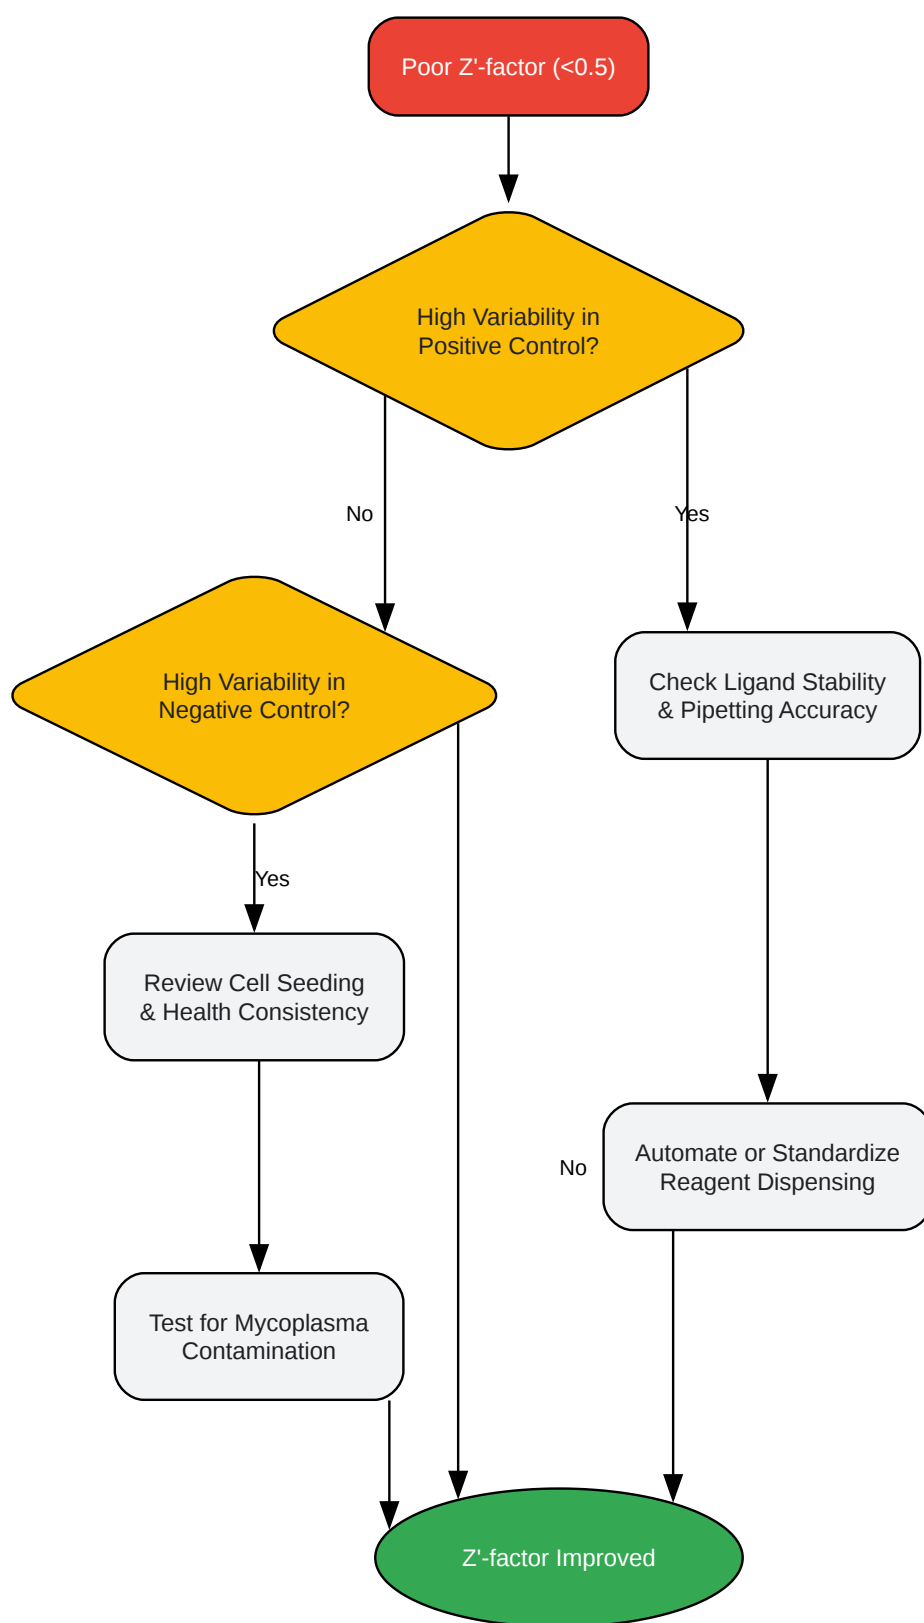 Poor Z'-factor (<0.5)
High Variability in
Positive Control?
No
Yes
High Variability in
Negative Control?
Check Ligand Stability
& Pipetting Accuracy
Yes
Review Cell Seeding
& Health Consistency
Automate or Standardize
Reagent Dispensing
No
Test for Mycoplasma
Contamination
Z'-factor Improved